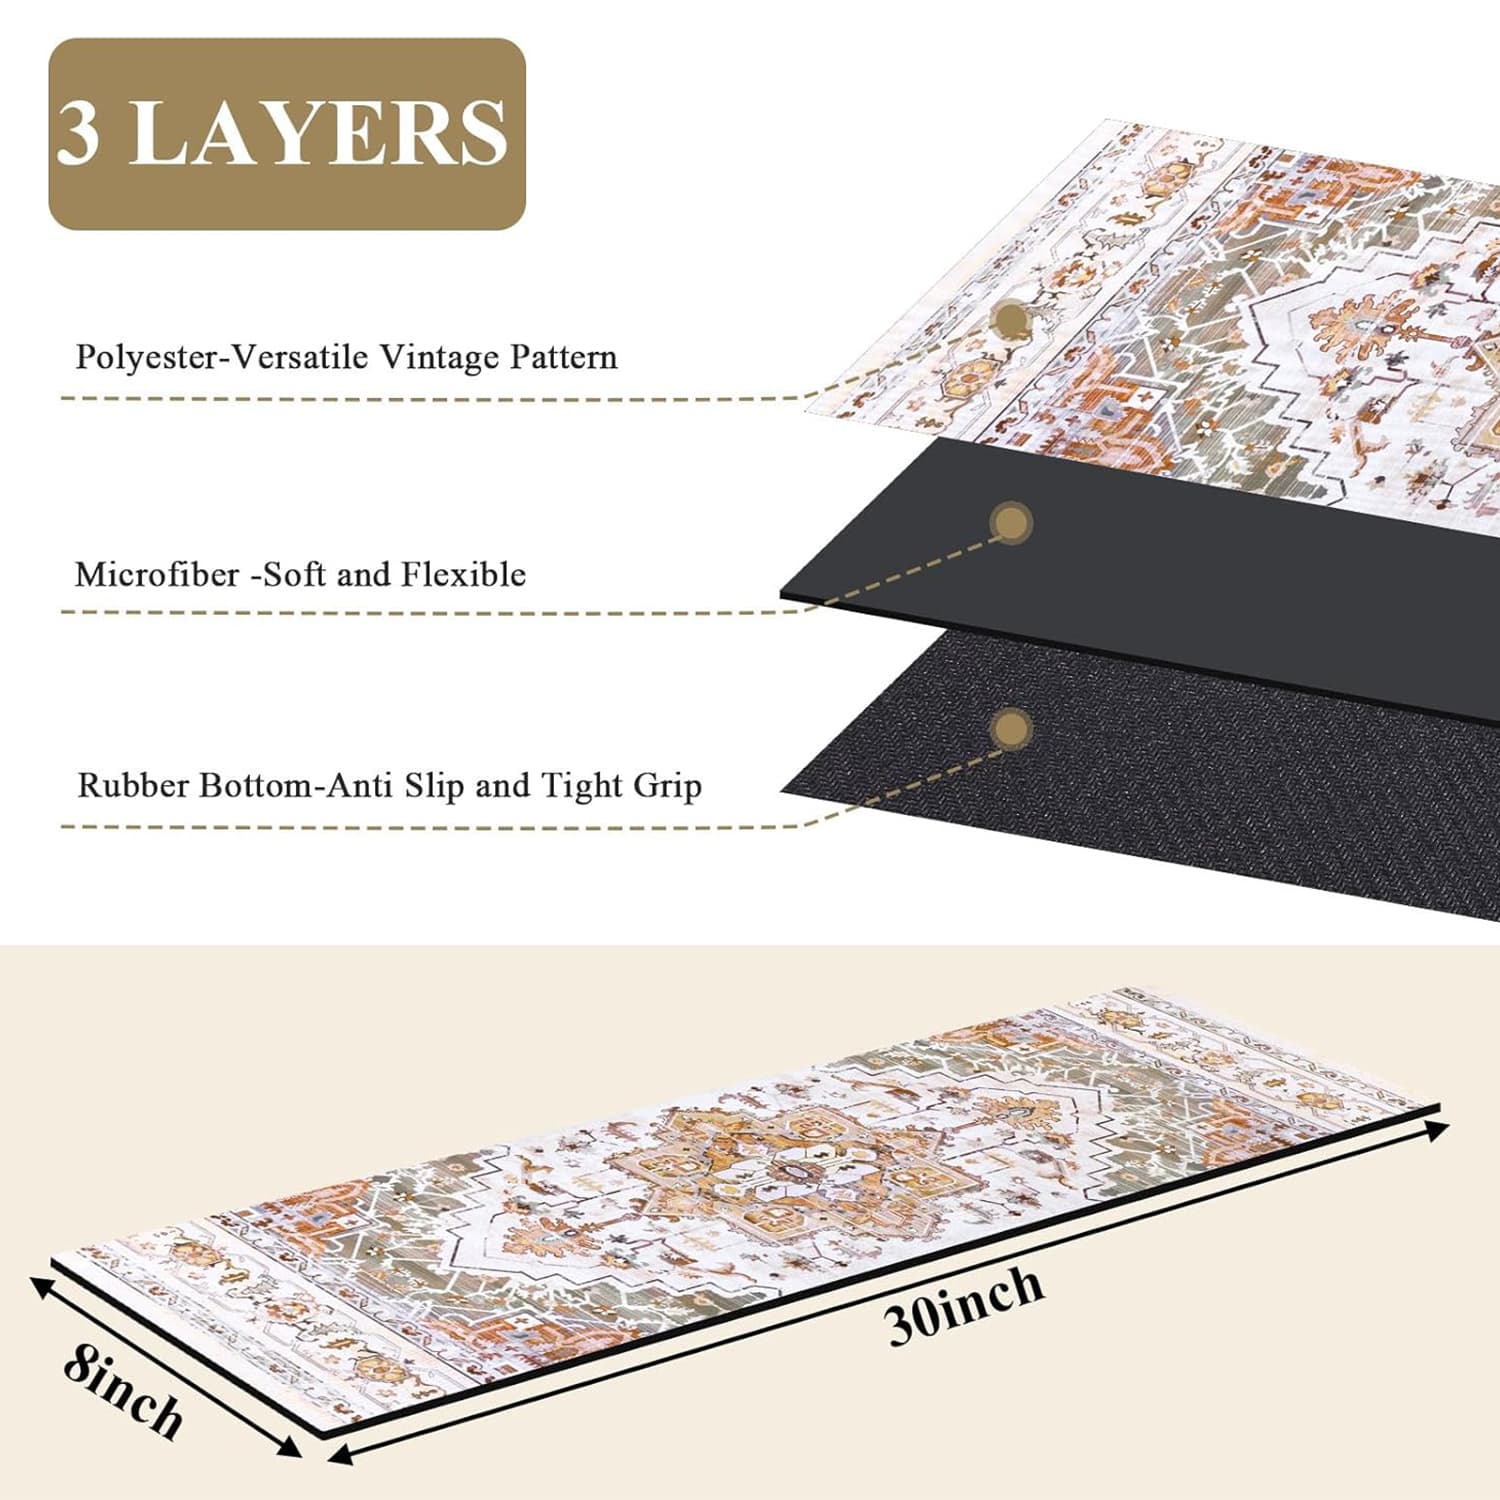 3 LAYERS
Polyester-Versatile Vintage Pattern
Microfiber -Soft and Flexible
Rubber Bottom-Anti Slip and Tight Grip
30inch
8inch